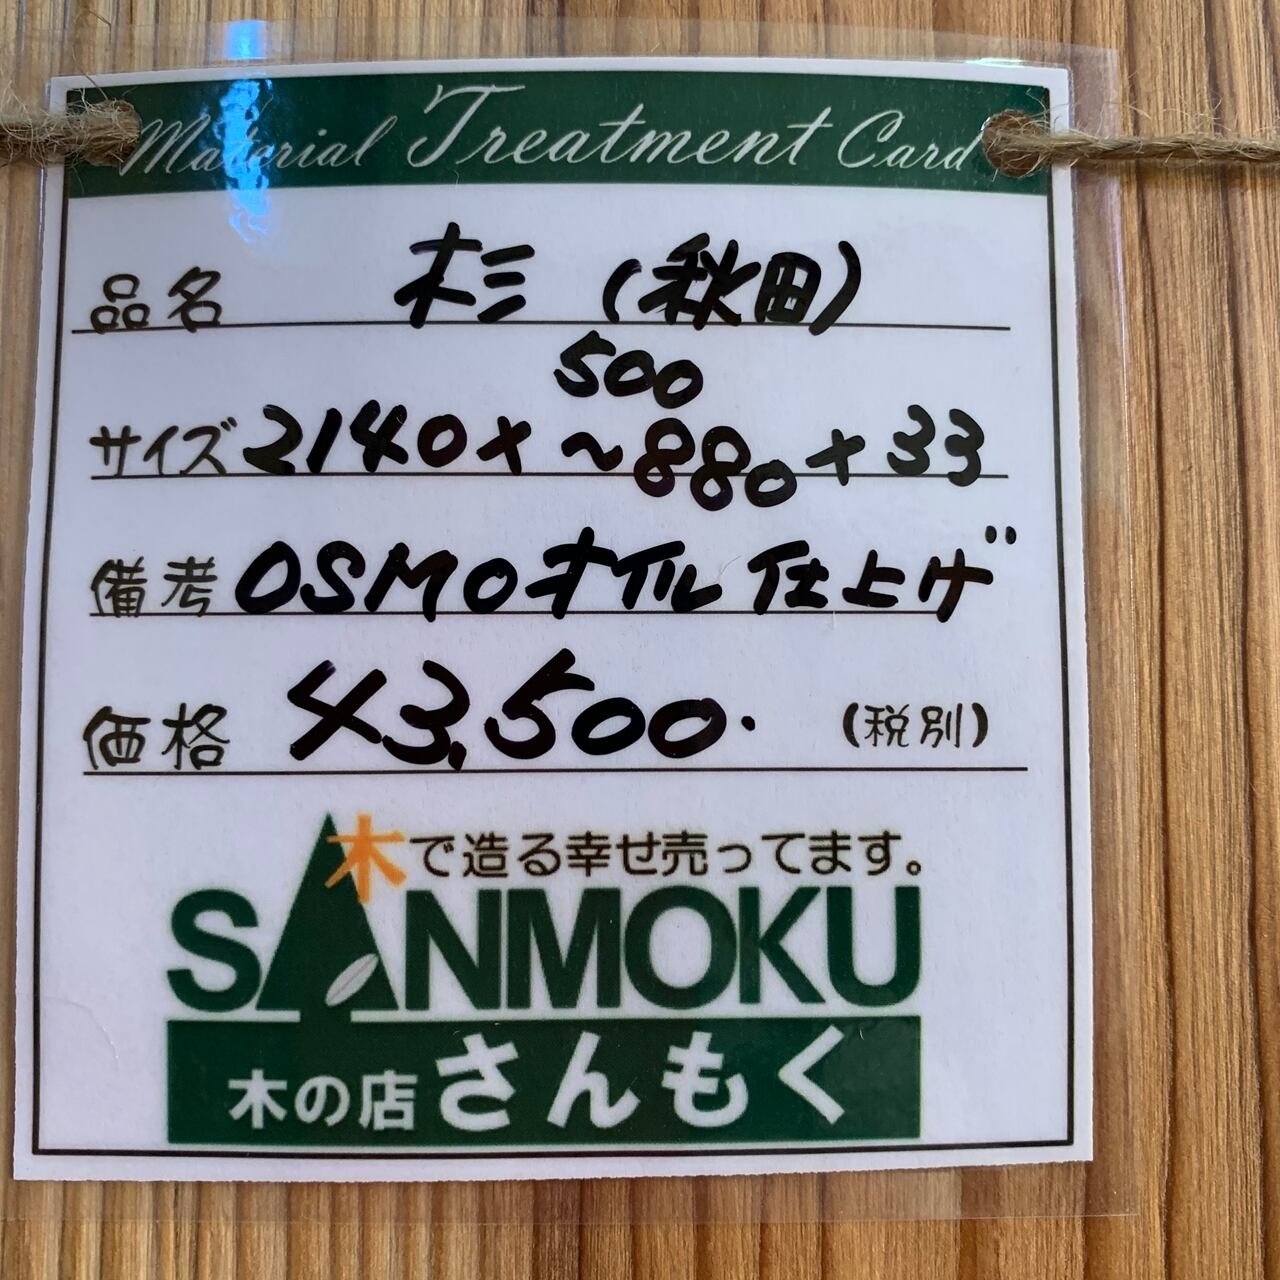 Material Treatment Card
品名 杉(秋田)
500
サイズ 2140×~880×33
備考 OSMOオイル仕上げ
価格 43,500. (税別)
木で造る幸せ売ってます。
SANMOKU
木の店さんもく